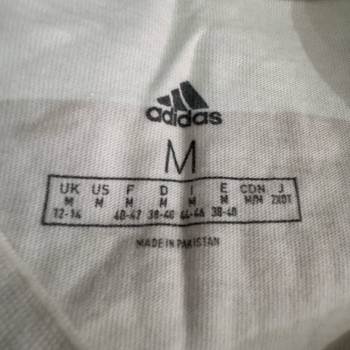 adidas
M
UK US F D I E CDN J
M M M M M M M/M 2XOT
12-14 40-42 38-40 44-46 38-40
MADE IN PAKISTAN